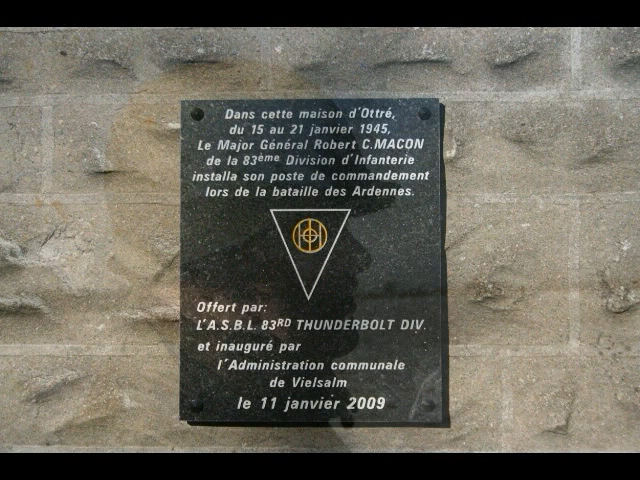 Dans cette maison d'Ottré,
du 15 au 21 janvier 1945,
Le Major Général Robert C.MACON
de la 83ème Division d'Infanterie
installa son poste de commandement
lors de la bataille des Ardennes.
Offert par:
L'A.S.B.L. 83RD THUNDERBOLT DIV.
et inauguré par
l'Administration communale
de Vielsalm
le 11 janvier 2009